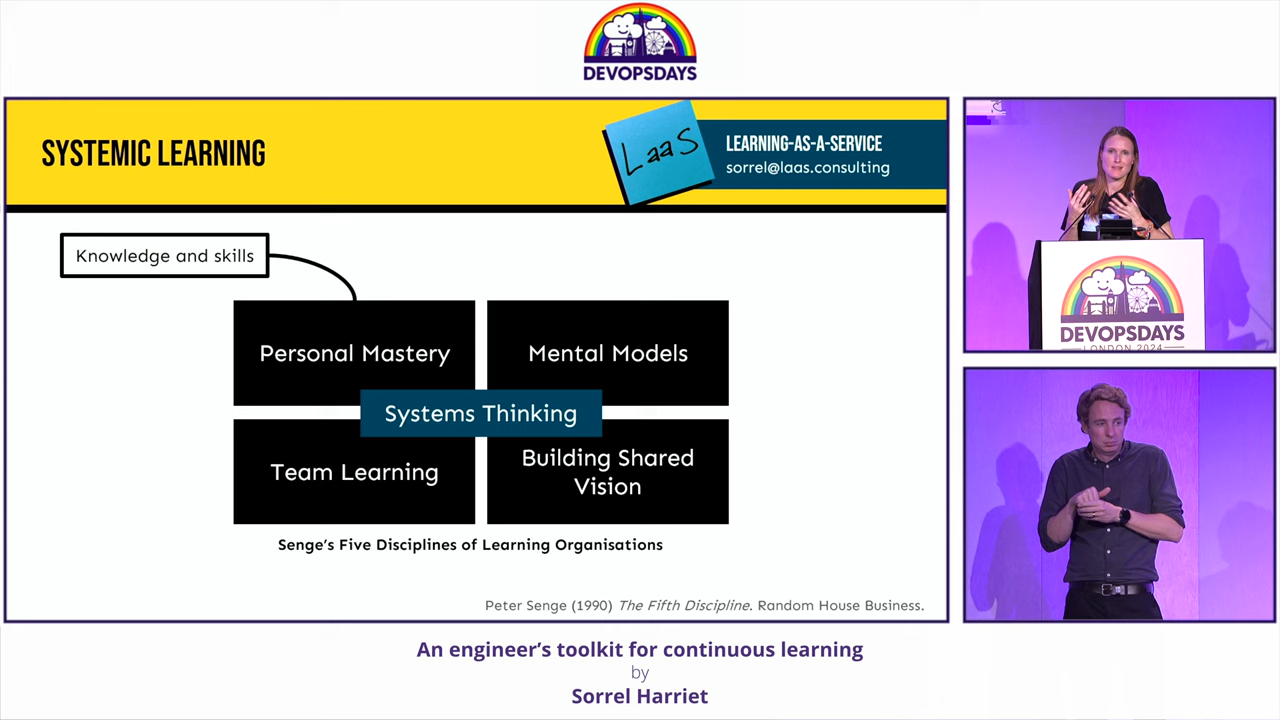 DEVOPSDAYS
SYSTEMIC LEARNING
LaaS
LEARNING-AS-A-SERVICE
sorrel@laas.consulting
Knowledge and skills
Personal Mastery
Mental Models
Systems Thinking
Team Learning
Building Shared
Vision
Senge's Five Disciplines of Learning Organisations
Peter Senge (1990) The Fifth Discipline. Random House Business.
DEVOPSDAYS
LONDON 2024
An engineer's toolkit for continuous learning
by
Sorrel Harriet